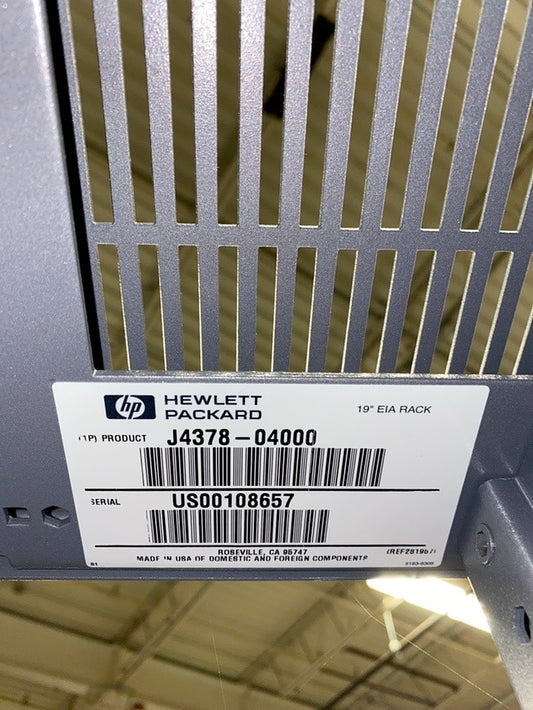 hp HEWLETT
PACKARD
19" EIA RACK
(1P) PRODUCT J4378-04000
SERIAL US00108657
ROSEVILLE, CA 95747
MADE IN USA OF DOMESTIC AND FOREIGN COMPONENTS